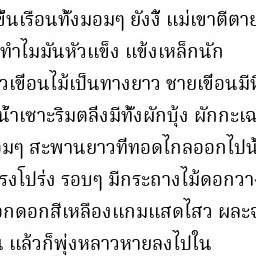 ขึ้นเรือนทั้งมอมๆ ยังงี้ แม่เขาตีตาย
ทำไมมันหัวแข็ง แข้งเหล็กนัก
เขือนไม้เป็นทางยาว ชายเขือนมีที่
น้ำเซาะริมตลิ่งมีทั้งผักบุ้ง ผักกะเฉ
ๆ สะพานยาวที่ทอดไกลออกไปน้ำ
โปร่ง รอบๆ มีกระถางไม้ดอกวาง
ดอกสีเหลืองแกมแสดไสว ผละจ
แล้วก็พุ่งหลาวหายลงไปใน